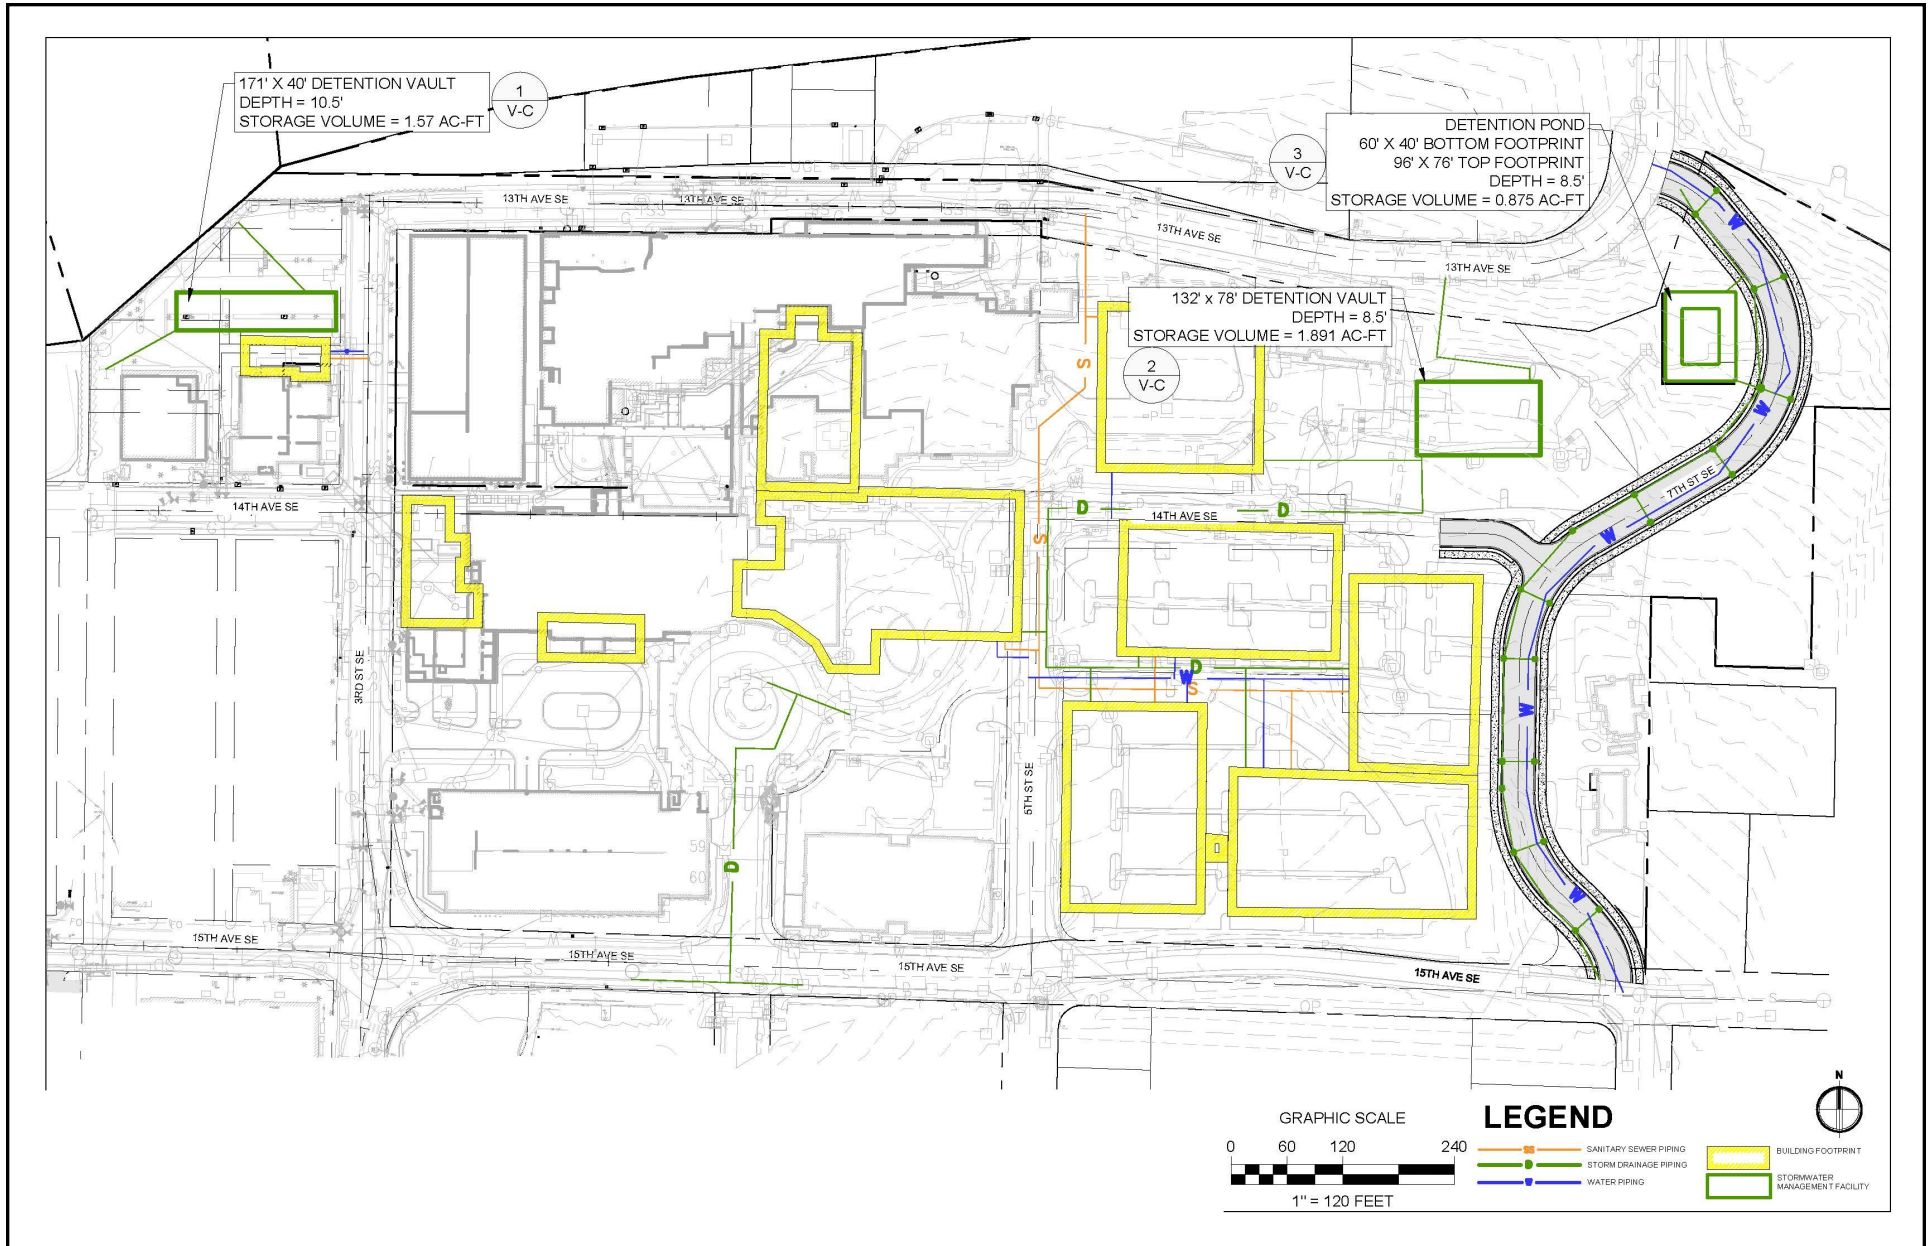 171' X 40' DETENTION VAULT
DEPTH = 10.5'
STORAGE VOLUME = 1.57 AC-FT
1
V-C
3
V-C
DETENTION POND
60' X 40' BOTTOM FOOTPRINT
96' X 76' TOP FOOTPRINT
DEPTH = 8.5'
STORAGE VOLUME = 0.875 AC-FT
13TH AVE SE
13TH AVE SE
13TH AVE SE
13TH AVE SE
W
132' x 78' DETENTION VAULT
DEPTH = 8.5'
STORAGE VOLUME = 1.891 AC-FT
2
V-C
S
W
7TH ST SE
14TH AVE SE
D
14TH AVE SE
D
S
W
3RD ST SE
D
W
S
W
5TH ST SE
59
60
D
W
15TH AVE SE
15TH AVE SE
15TH AVE SE
15TH AVE SE
N
GRAPHIC SCALE
0 60 120 240
1" = 120 FEET
LEGEND
SS SANITARY SEWER PIPING
D STORM DRAINAGE PIPING
W WATER PIPING
BUILDING FOOTPRINT
STORMWATER
MANAGEMENT FACILITY